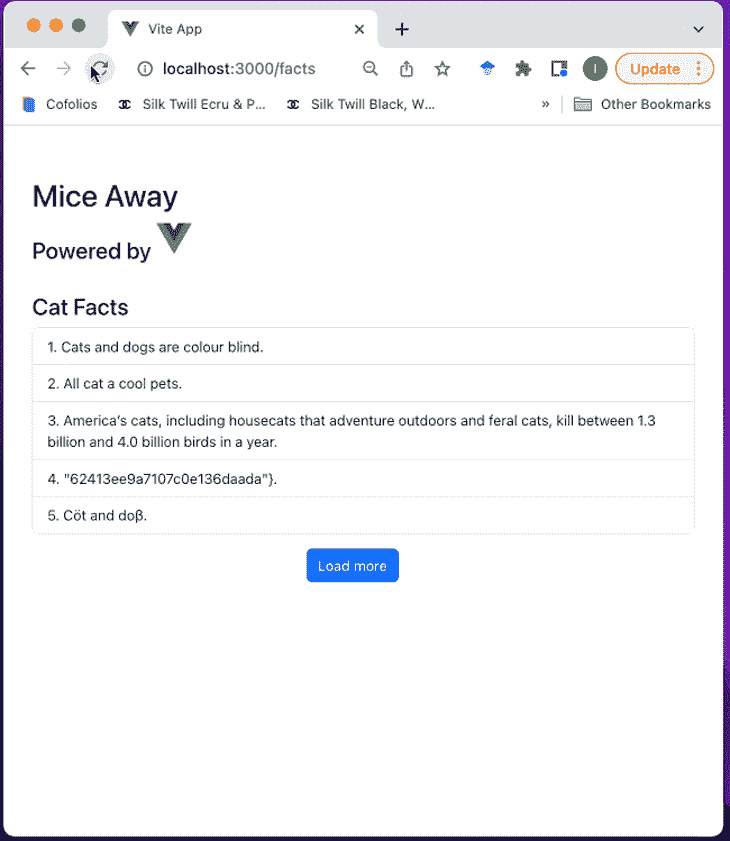 Vite App
localhost:3000/facts
I
Update
Cofolios
Silk Twill Ecru & P...
Silk Twill Black, W...
»
Other Bookmarks
Mice Away
Powered by
Cat Facts
1. Cats and dogs are colour blind.
2. All cat a cool pets.
3. America’s cats, including housecats that adventure outdoors and feral cats, kill between 1.3
billion and 4.0 billion birds in a year.
4. "62413ee9a7107c0e136daada"}.
5. Cöt and doβ.
Load more